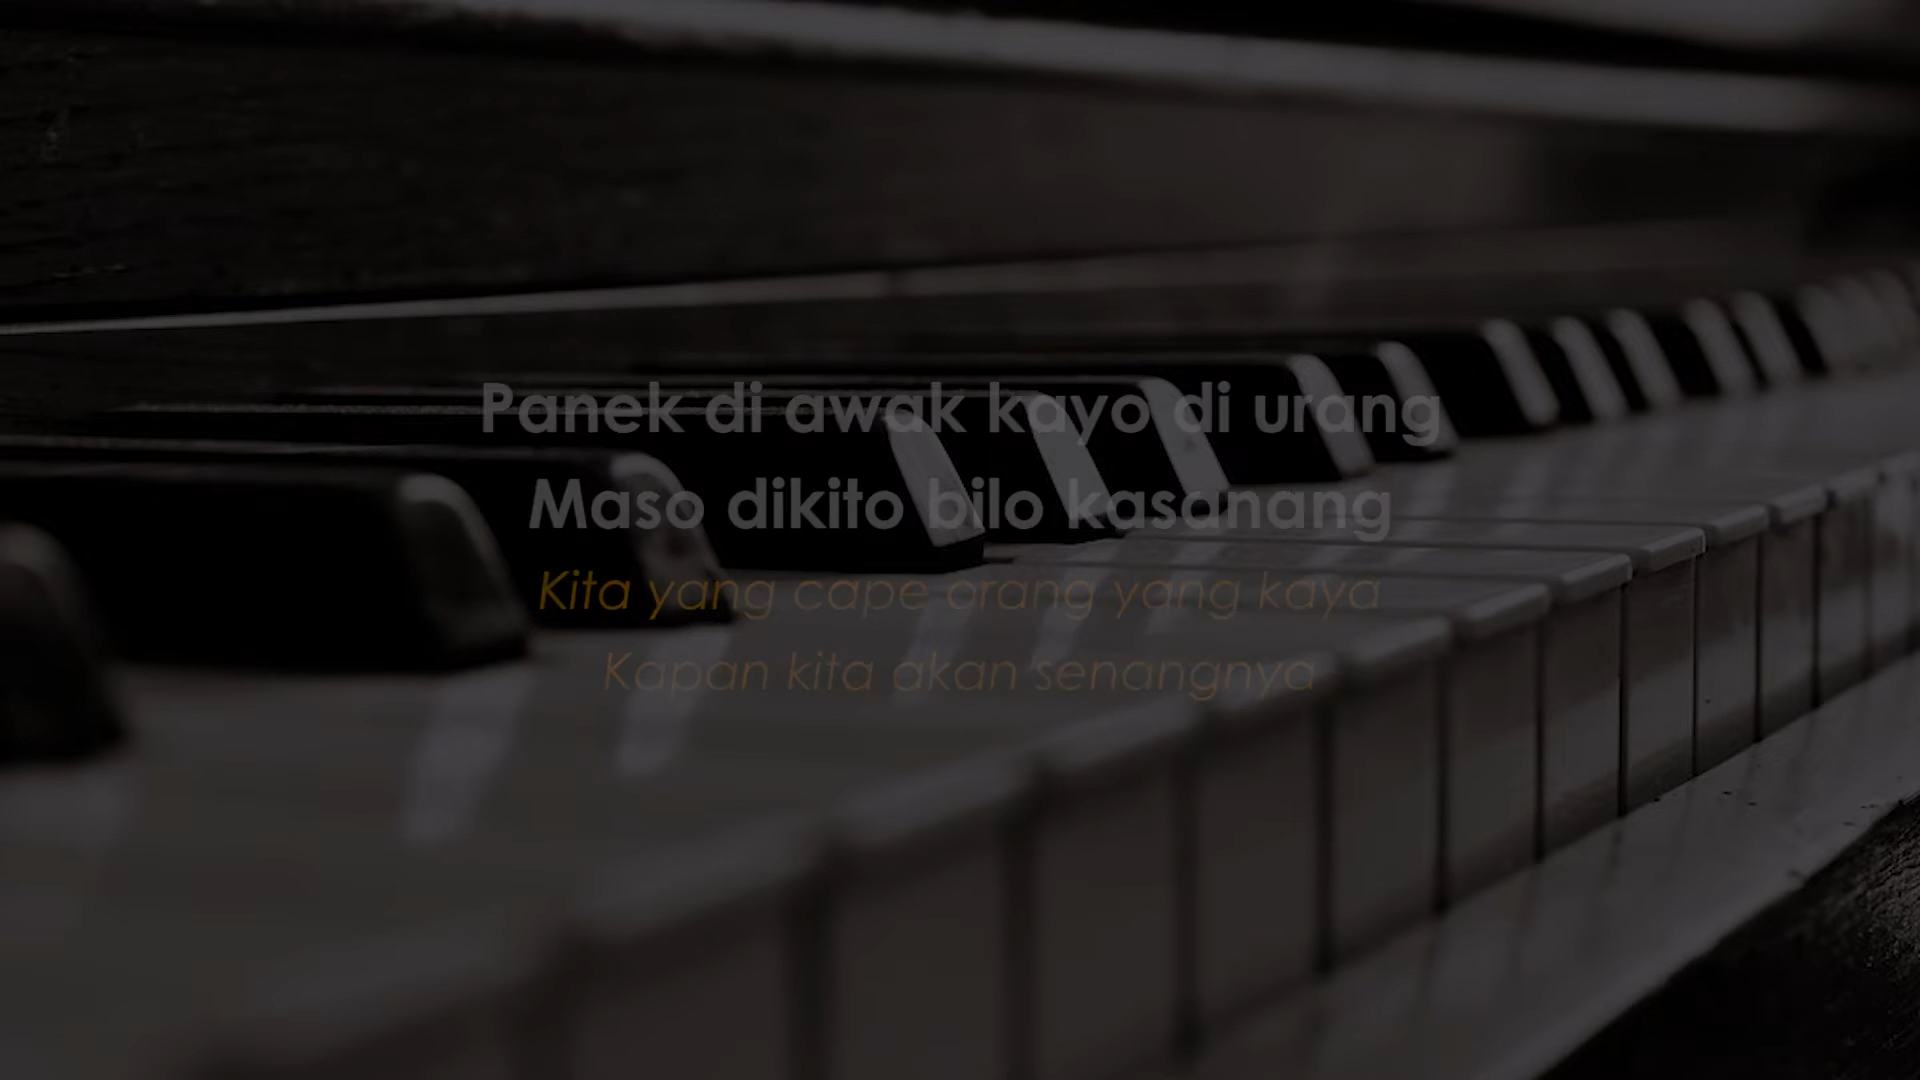 Panek di awak kayo di urang
Maso dikito bilo kasanang
Kita yang cape orang yang kaya
Kapan kita akan senangnya